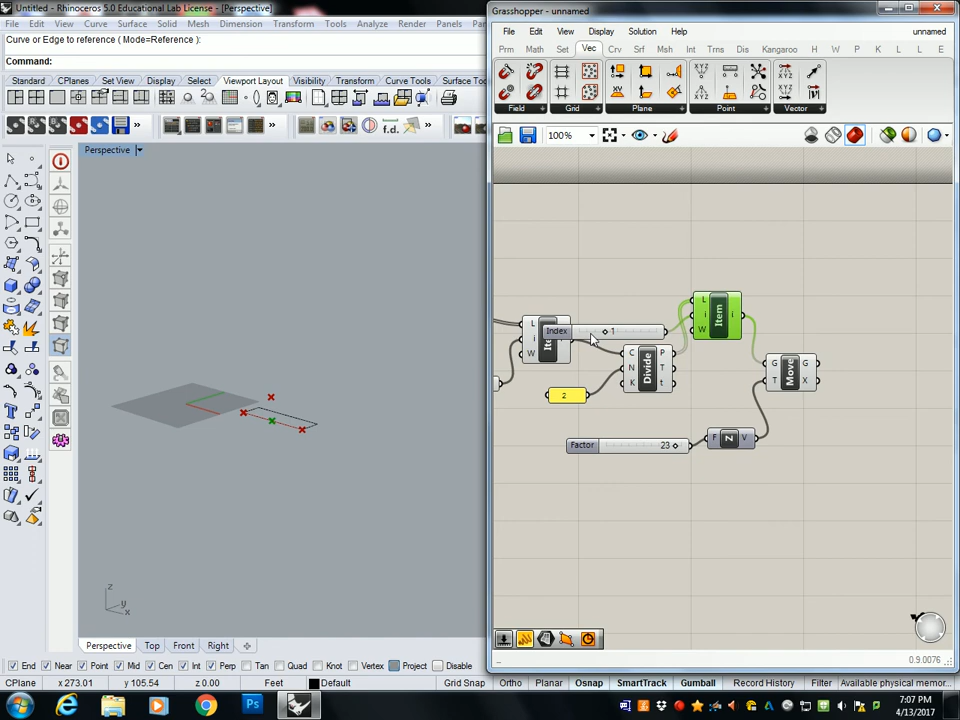 Untitled - Rhinoceros 5.0 Educational Lab License - [Perspective]
File Edit View Curve Surface Solid Mesh Dimension Transform Tools Analyze Render Panels
Curve or Edge to reference ( Mode=Reference ):
Command:
Standard CPlanes Set View Display Select Viewport Layout Visibility Transform Curve Tools Surface Too
f.d.
Perspective
z
y
x
Perspective Top Front Right
End Near Point Mid Cen Int Perp Tan Quad Knot Vertex Project Disable
CPlane x 273.01 y 105.54 z 0.00 Feet Default Grid Snap Ortho Planar Osnap SmartTrack Gumball Record History Filter Available physical memory...
Grasshopper - unnamed
File Edit View Display Solution Help unnamed
Prm Math Set Vec Crv Srf Msh Int Trns Dis Kangaroo H W P K L L E
Field Grid Plane Point Vector
100%
L i W
Index 1
L i W Item i
C N K Divide P T t
2
G T Move G X
Factor 23
F Z V
0.9.0076
7:07 PM
4/13/2017